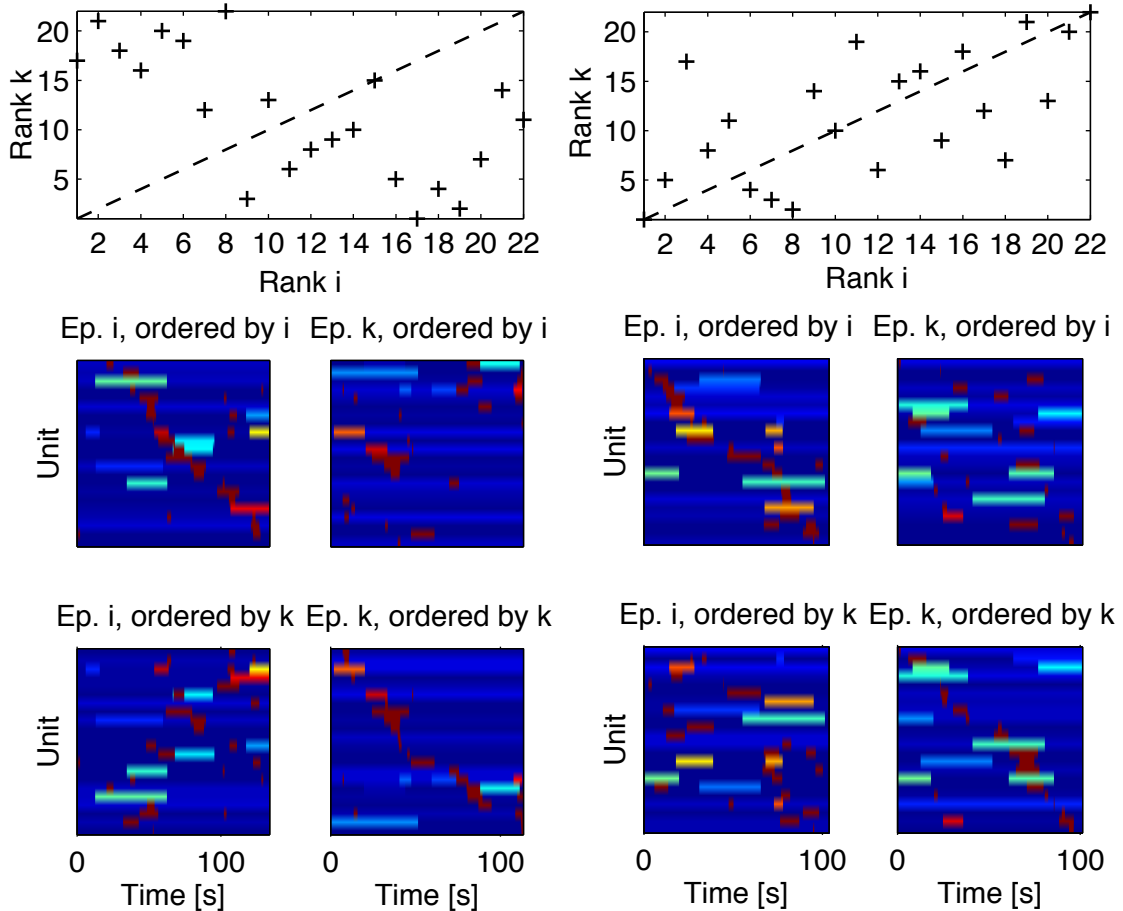 20
15
10
5
Rank k
2 4 6 8 10 12 14 16 18 20 22
Rank i
20
15
10
5
Rank k
2 4 6 8 10 12 14 16 18 20 22
Rank i
Ep. i, ordered by i
Ep. k, ordered by i
Ep. i, ordered by i
Ep. k, ordered by i
Unit
Unit
Ep. i, ordered by k
Ep. k, ordered by k
Ep. i, ordered by k
Ep. k, ordered by k
Unit
Unit
0 100
0 100
0 100
0 100
Time [s]
Time [s]
Time [s]
Time [s]